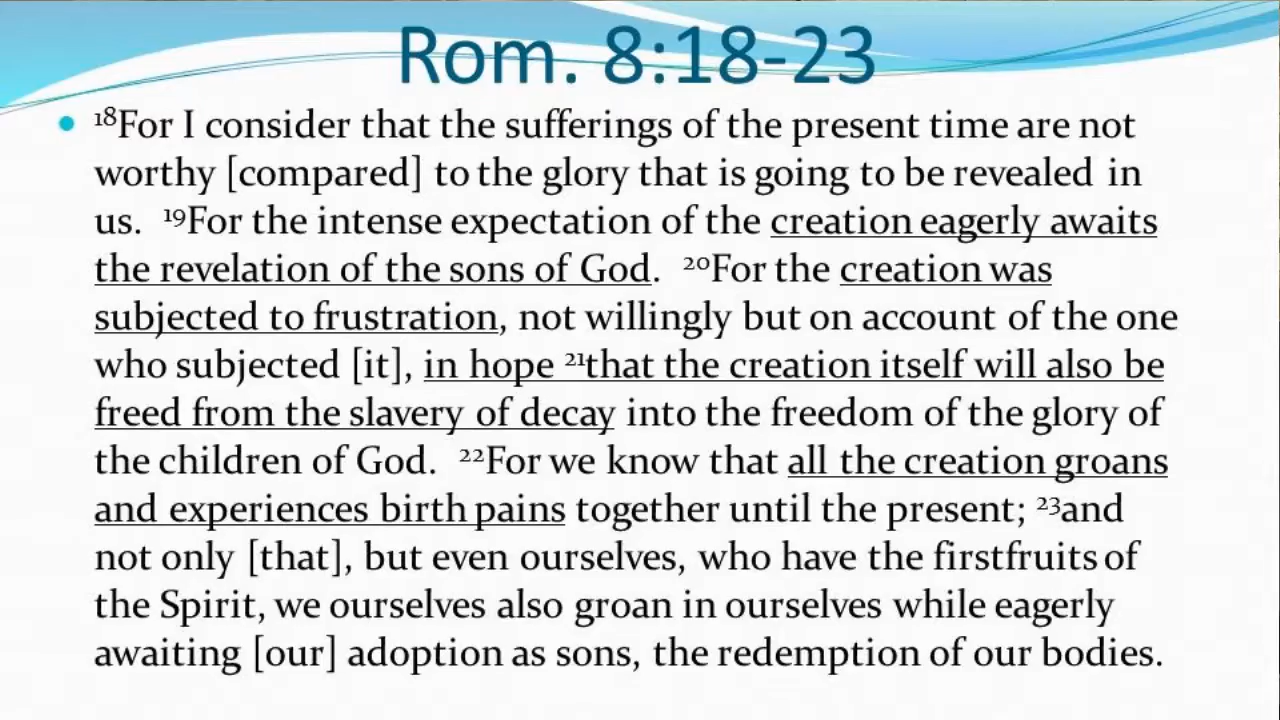 Rom. 8:18-23
• ¹⁸For I consider that the sufferings of the present time are not
worthy [compared] to the glory that is going to be revealed in
us. ¹⁹For the intense expectation of the creation eagerly awaits
the revelation of the sons of God. ²⁰For the creation was
subjected to frustration, not willingly but on account of the one
who subjected [it], in hope ²¹that the creation itself will also be
freed from the slavery of decay into the freedom of the glory of
the children of God. ²²For we know that all the creation groans
and experiences birth pains together until the present; ²³and
not only [that], but even ourselves, who have the firstfruits of
the Spirit, we ourselves also groan in ourselves while eagerly
awaiting [our] adoption as sons, the redemption of our bodies.